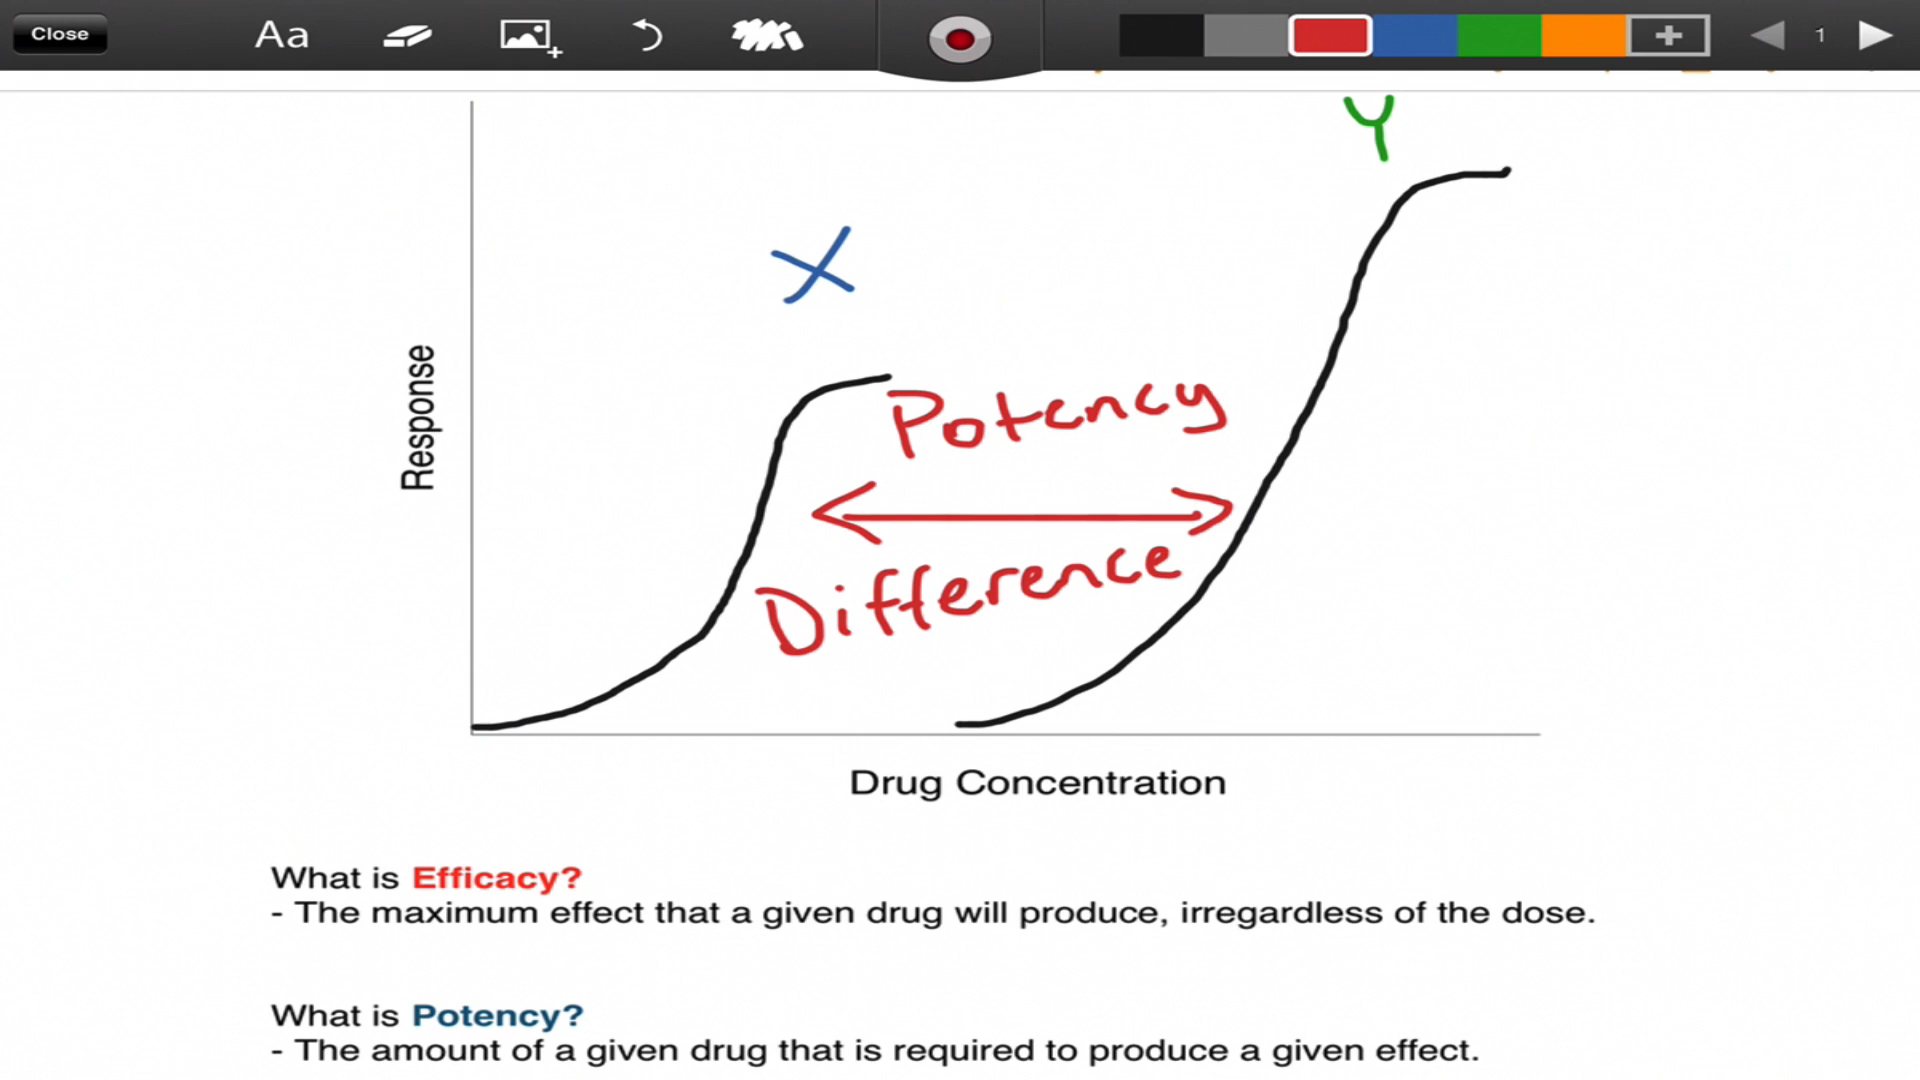 Close
Aa
1
Y
X
Response
Potency
Difference
Drug Concentration
What is Efficacy?
- The maximum effect that a given drug will produce, irregardless of the dose.
What is Potency?
- The amount of a given drug that is required to produce a given effect.